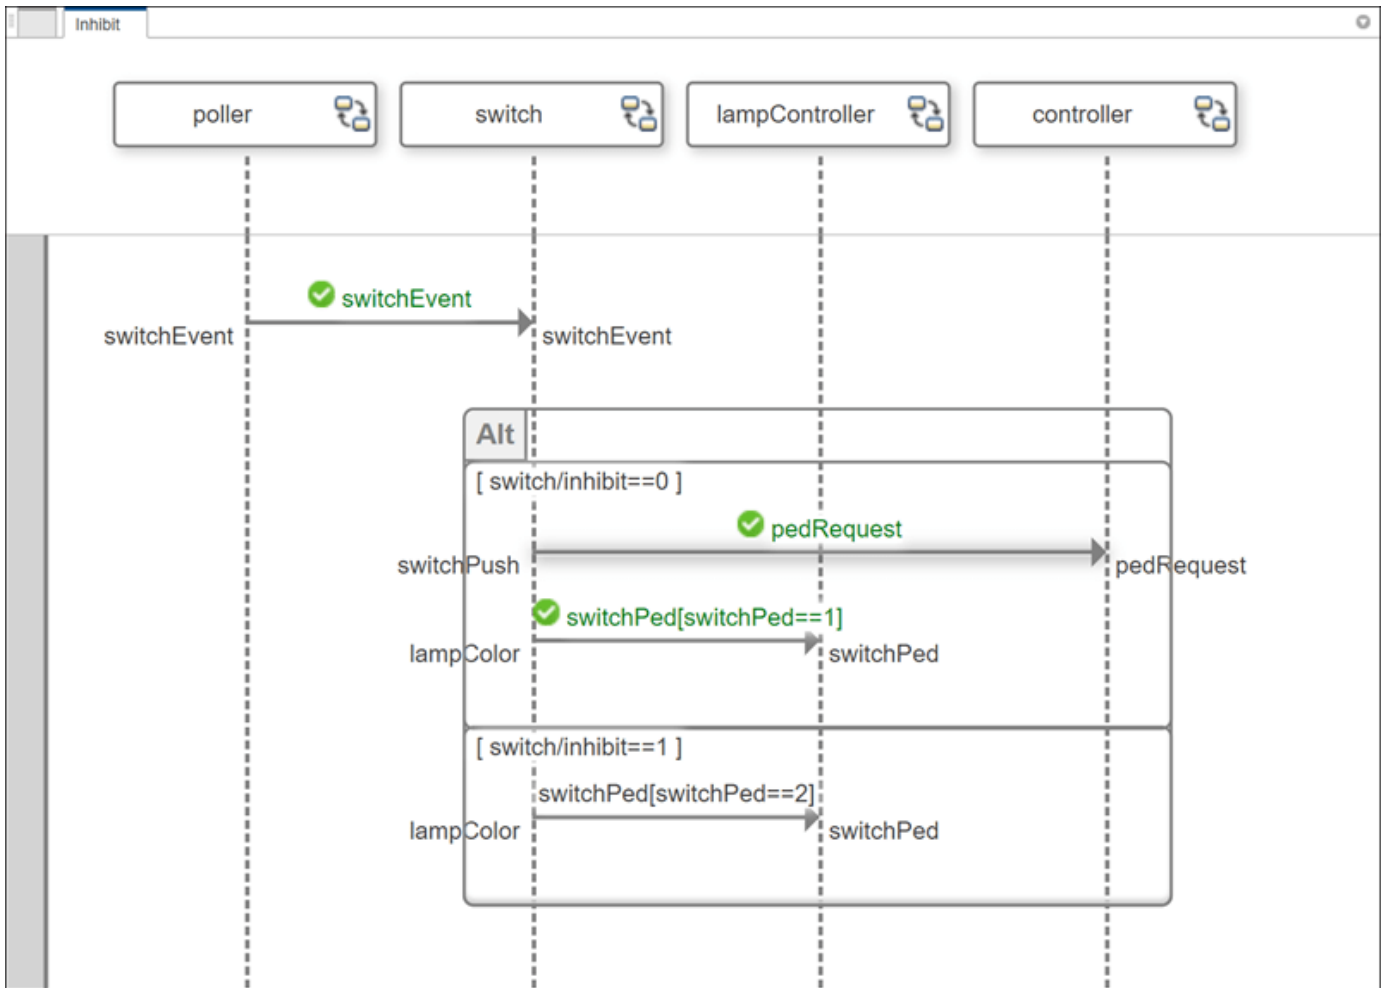 Inhibit
poller
switch
lampController
controller
switchEvent
switchEvent
switchEvent
Alt
[ switch/inhibit==0 ]
pedRequest
switchPush
pedRequest
switchPed[switchPed==1]
lampColor
switchPed
[ switch/inhibit==1 ]
switchPed[switchPed==2]
lampColor
switchPed